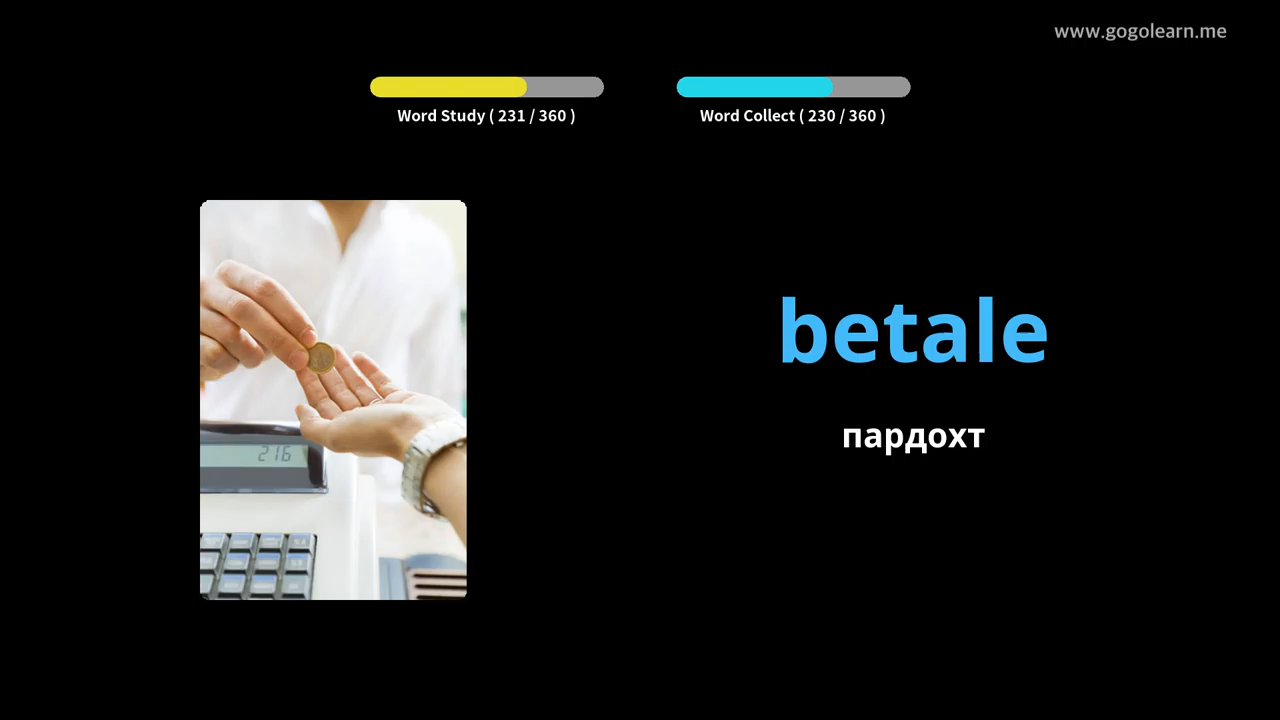 www.gogolearn.me
Word Study ( 231 / 360 )
Word Collect ( 230 / 360 )
betale
пардохт
216